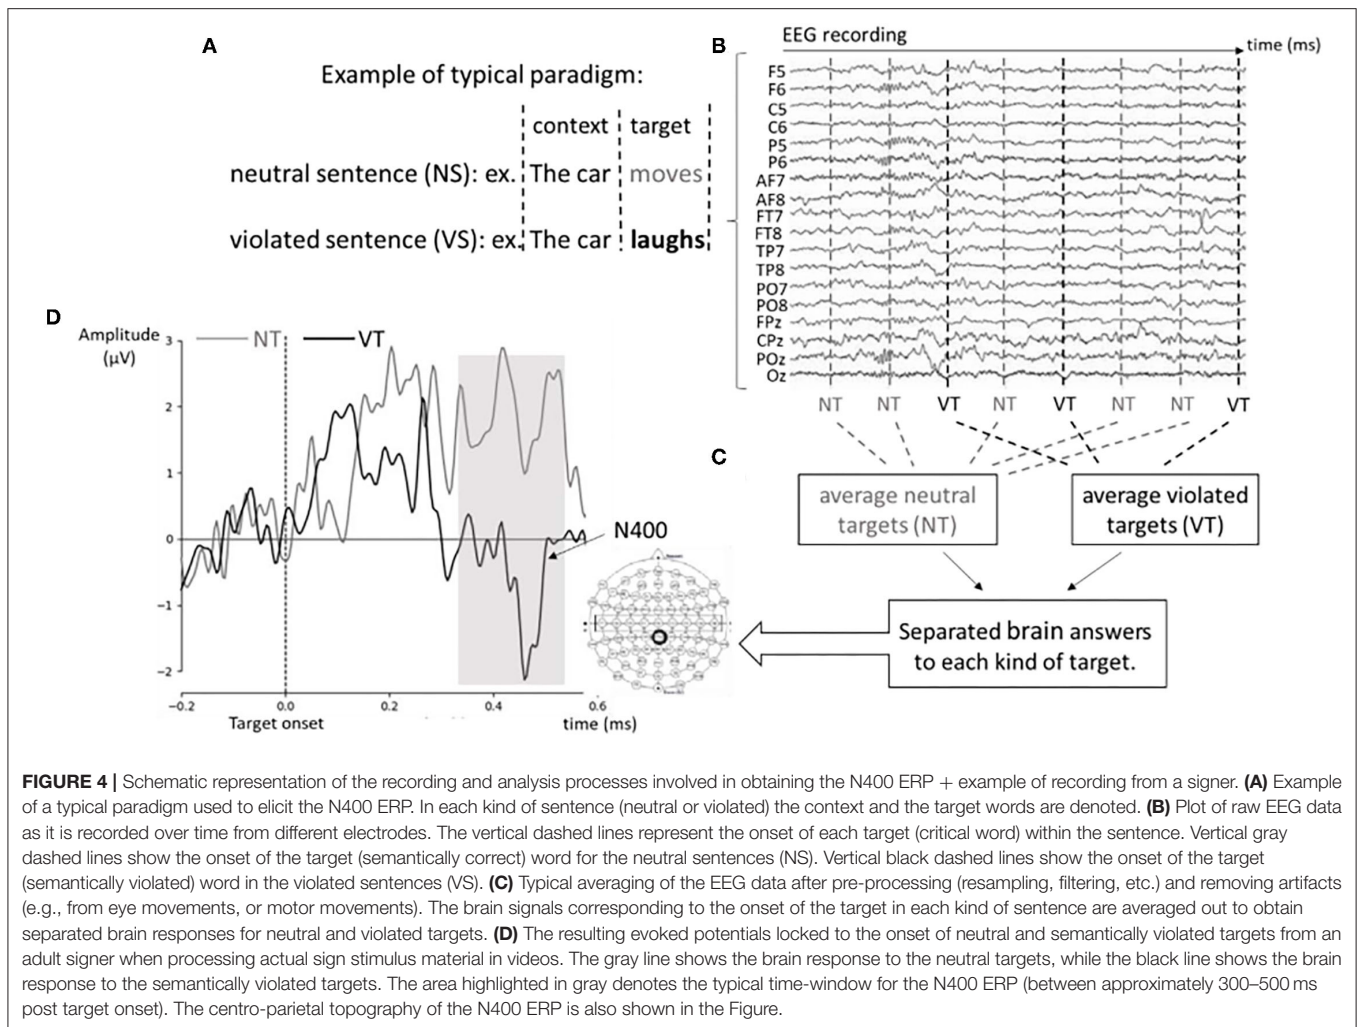 A
Example of typical paradigm:
context target
neutral sentence (NS): ex. The car moves
violated sentence (VS): ex. The car laughs
B
EEG recording
time (ms)
F5
F6
C5
C6
P5
P6
AF7
AF8
FT7
FT8
TP7
TP8
PO7
PO8
FPz
CPz
POz
Oz
NT NT VT NT VT NT NT VT
C
average neutral
targets (NT)
average violated
targets (VT)
Separated brain answers
to each kind of target.
D
Amplitude
(µV)
NT VT
3
2
1
0
−1
−2
−0.2 0.0 0.2 0.4 0.6
Target onset
time (ms)
N400
FIGURE 4 | Schematic representation of the recording and analysis processes involved in obtaining the N400 ERP + example of recording from a signer. (A) Example
of a typical paradigm used to elicit the N400 ERP. In each kind of sentence (neutral or violated) the context and the target words are denoted. (B) Plot of raw EEG data
as it is recorded over time from different electrodes. The vertical dashed lines represent the onset of each target (critical word) within the sentence. Vertical gray
dashed lines show the onset of the target (semantically correct) word for the neutral sentences (NS). Vertical black dashed lines show the onset of the target
(semantically violated) word in the violated sentences (VS). (C) Typical averaging of the EEG data after pre-processing (resampling, filtering, etc.) and removing artifacts
(e.g., from eye movements, or motor movements). The brain signals corresponding to the onset of the target in each kind of sentence are averaged out to obtain
separated brain responses for neutral and violated targets. (D) The resulting evoked potentials locked to the onset of neutral and semantically violated targets from an
adult signer when processing actual sign stimulus material in videos. The gray line shows the brain response to the neutral targets, while the black line shows the brain
response to the semantically violated targets. The area highlighted in gray denotes the typical time-window for the N400 ERP (between approximately 300–500 ms
post target onset). The centro-parietal topography of the N400 ERP is also shown in the Figure.